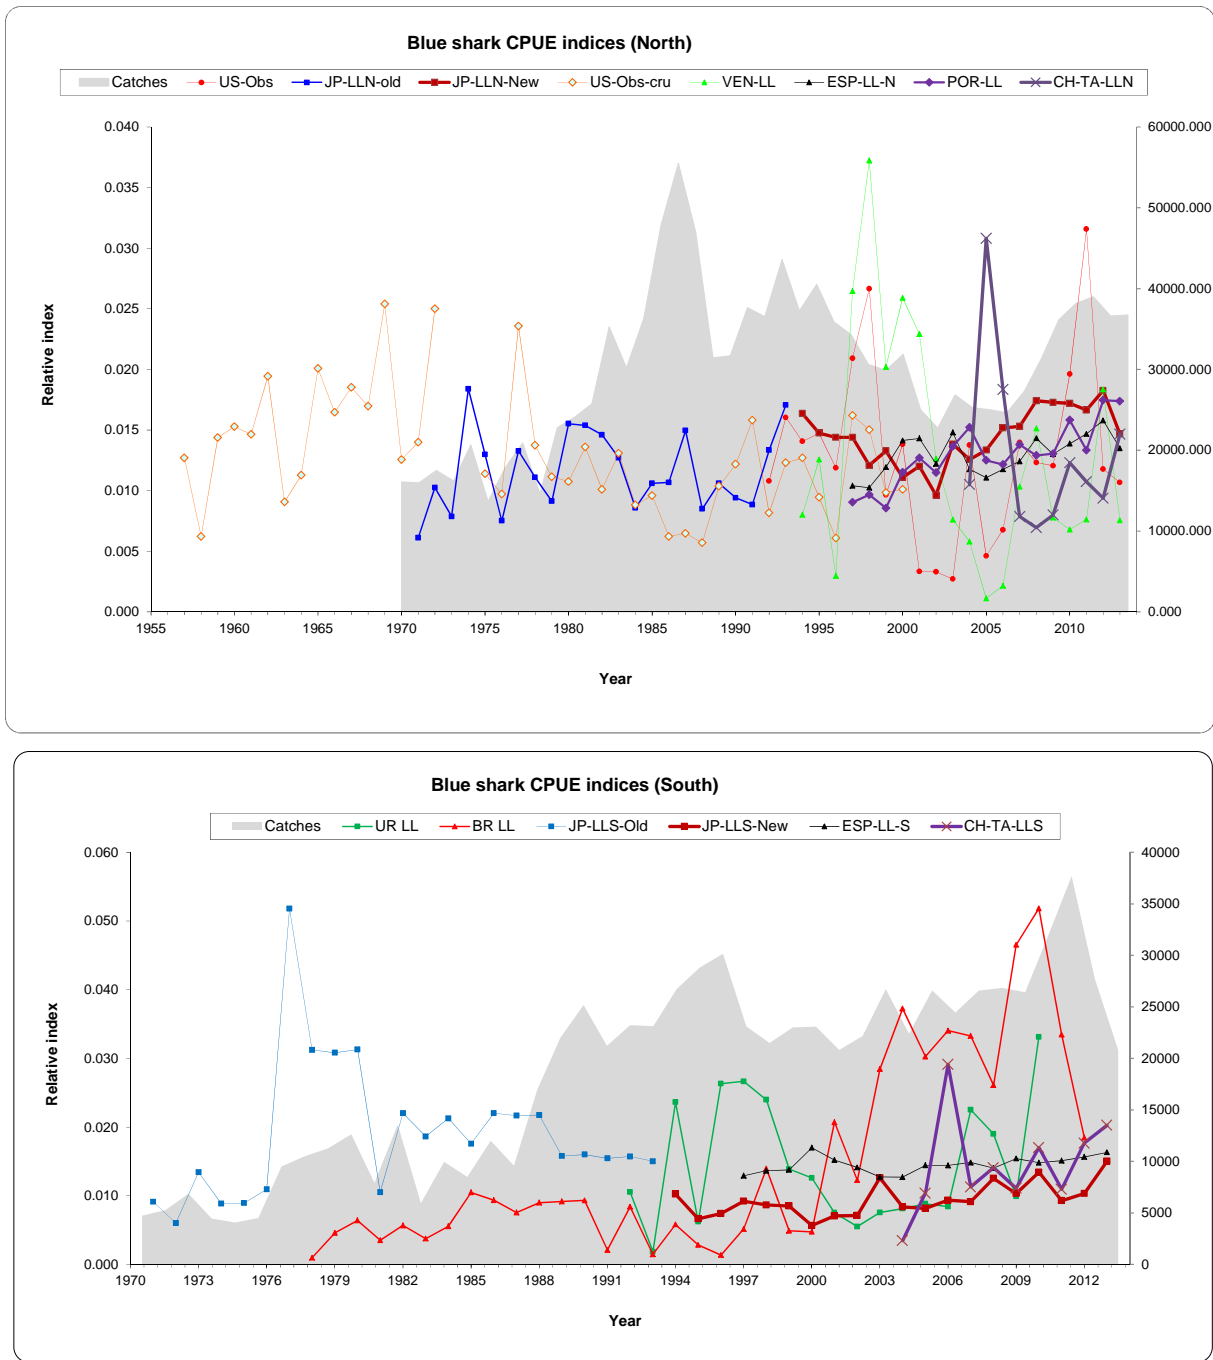 Blue shark CPUE indices (North)
Catches US-Obs JP-LLN-old JP-LLN-New US-Obs-cru VEN-LL ESP-LL-N POR-LL CH-TA-LLN
0.040 60000.000
0.035
50000.000
0.030
40000.000
0.025
0.020 30000.000
0.015
20000.000
0.010
10000.000
0.005
0.000 0.000
1955 1960 1965 1970 1975 1980 1985 1990 1995 2000 2005 2010
Relative index
Year
Blue shark CPUE indices (South)
Catches UR LL BR LL JP-LLS-Old JP-LLS-New ESP-LL-S CH-TA-LLS
0.060 40000
35000
0.050
30000
0.040
25000
0.030 20000
15000
0.020
10000
0.010
5000
0.000 0
1970 1973 1976 1979 1982 1985 1988 1991 1994 1997 2000 2003 2006 2009 2012
Relative index
Year